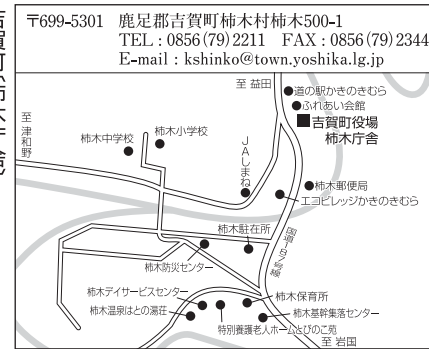 〒699-5301 鹿足郡吉賀町柿木村柿木500-1
TEL : 0856(79)2211 FAX : 0856(79)2344
E-mail : kshinko@town.yoshika.lg.jp
至 益田
道の駅かきのきむら
ふれあい会館
吉賀町役場
柿木庁舎
至 津和野
柿木中学校
柿木小学校
JAしまね
柿木郵便局
エコビレッジかきのきむら
国道187号線
柿木駐在所
柿木防災センター
柿木デイサービスセンター
柿木保育所
柿木温泉はとの湯荘
特別養護老人ホームとびのこ苑
柿木基幹集落センター
至 岩国